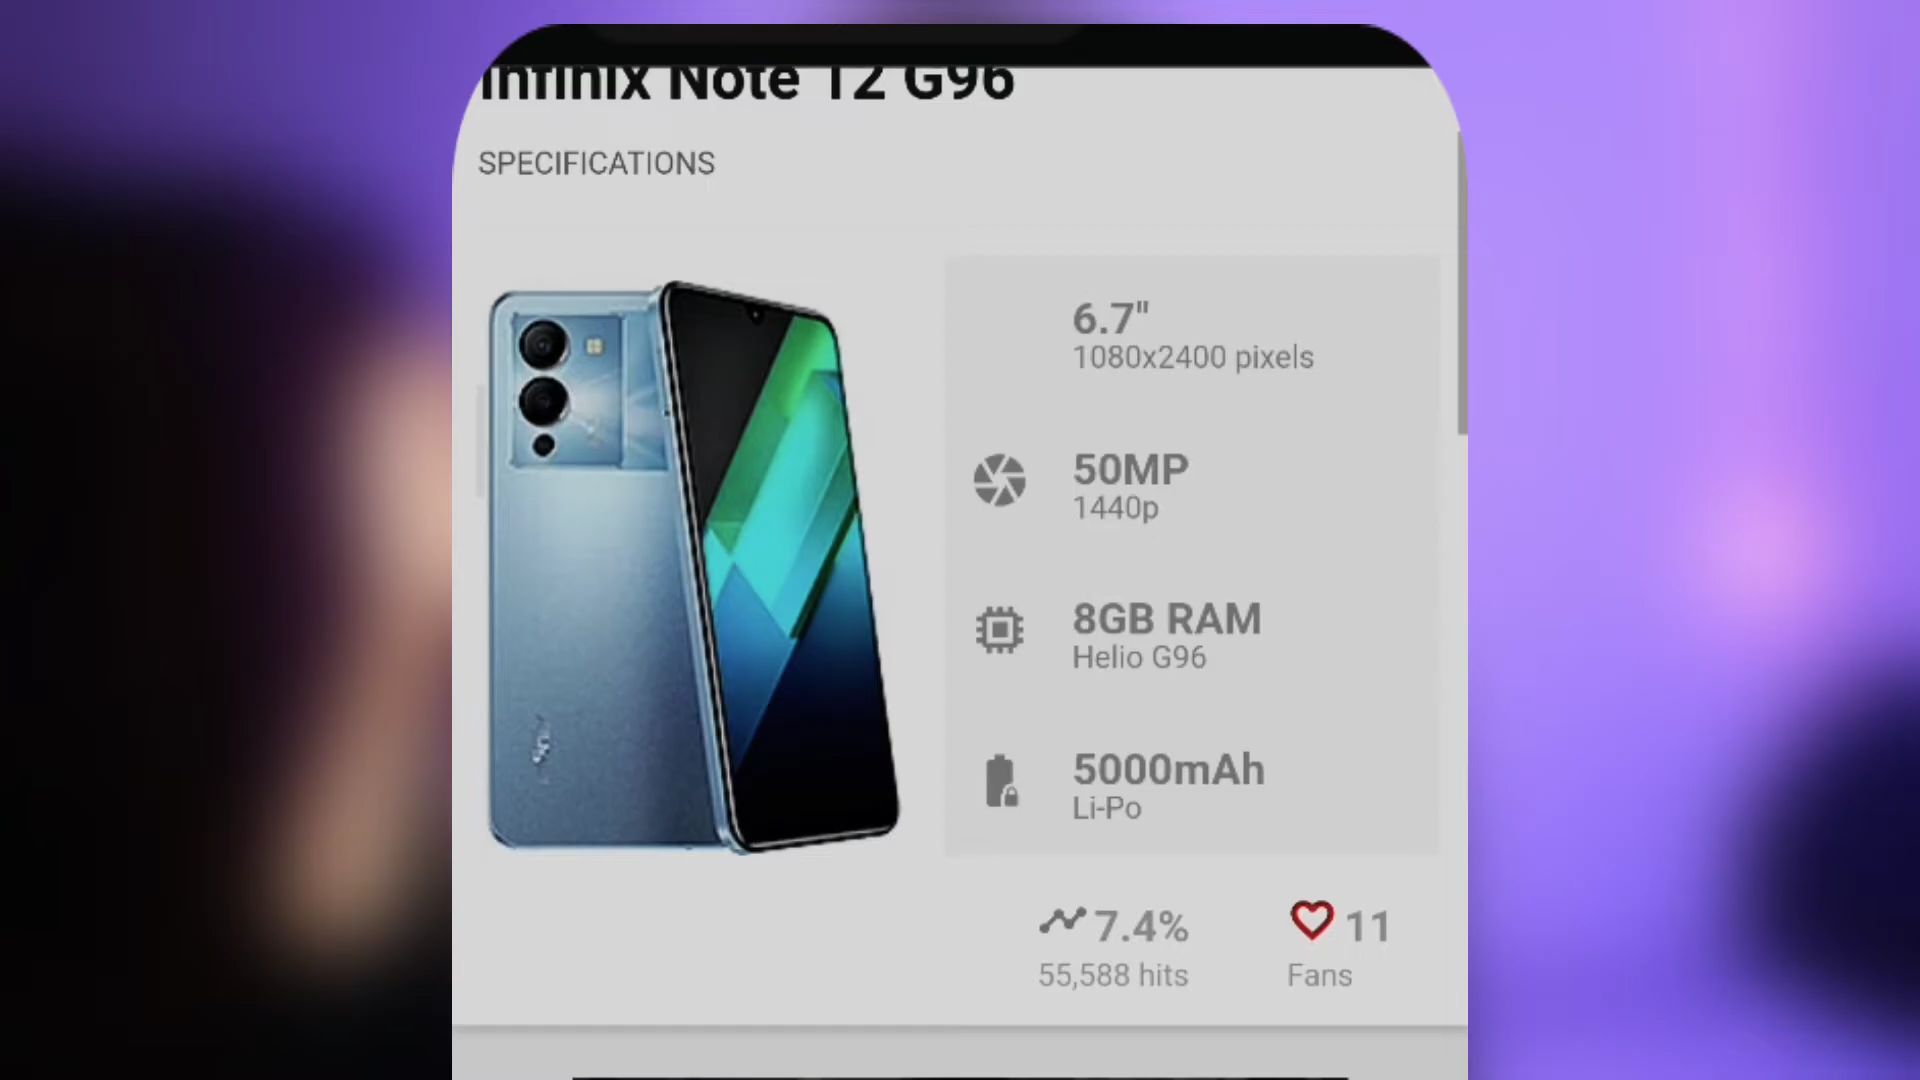 Infinix Note 12 G96
SPECIFICATIONS
6.7"
1080x2400 pixels
50MP
1440p
8GB RAM
Helio G96
5000mAh
Li-Po
7.4%
55,588 hits
11
Fans